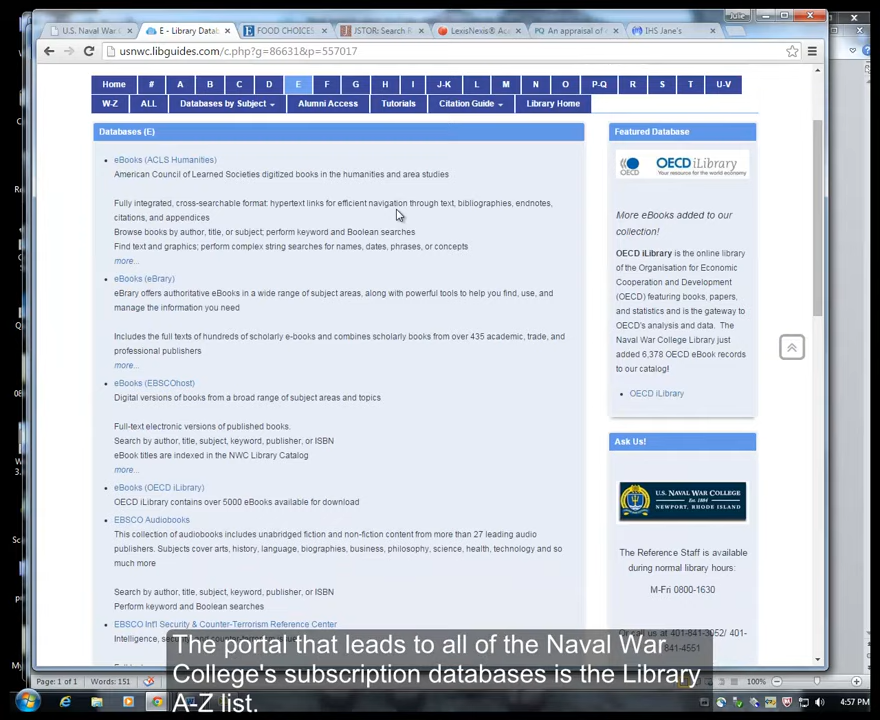 Julie
U.S. Naval War
E - Library Datab
FOOD CHOICES
JSTOR: Search R
LexisNexis® Aca
PQ An appraisal of
IHS Jane's
usnwc.libguides.com/c.php?g=86631&p=557017
Home # A B C D E F G H I J-K L M N O P-Q R S T U-V
W-Z ALL Databases by Subject Alumni Access Tutorials Citation Guide Library Home
Databases (E)
eBooks (ACLS Humanities)
American Council of Learned Societies digitized books in the humanities and area studies
Fully integrated, cross-searchable format: hypertext links for efficient navigation through text, bibliographies, endnotes,
citations, and appendices
Browse books by author, title, or subject; perform keyword and Boolean searches
Find text and graphics; perform complex string searches for names, dates, phrases, or concepts
more...
eBooks (eBrary)
eBrary offers authoritative eBooks in a wide range of subject areas, along with powerful tools to help you find, use, and
manage the information you need
Includes the full texts of hundreds of scholarly e-books and combines scholarly books from over 435 academic, trade, and
professional publishers
more...
eBooks (EBSCOhost)
Digital versions of books from a broad range of subject areas and topics
Full-text electronic versions of published books.
Search by author, title, subject, keyword, publisher, or ISBN
eBook titles are indexed in the NWC Library Catalog
more...
eBooks (OECD iLibrary)
OECD iLibrary contains over 5000 eBooks available for download
EBSCO Audiobooks
This collection of audiobooks includes unabridged fiction and non-fiction content from more than 27 leading audio
publishers. Subjects cover arts, history, language, biographies, business, philosophy, science, health, technology and so
much more
Search by author, title, subject, keyword, publisher, or ISBN
Perform keyword and Boolean searches
EBSCO Int'l Security & Counter-Terrorism Reference Center
Featured Database
OECD
OECD iLibrary
Your resource for the world economy
More eBooks added to our
collection!
OECD iLibrary is the online library
of the Organisation for Economic
Cooperation and Development
(OECD) featuring books, papers,
and statistics and is the gateway to
OECD's analysis and data. The
Naval War College Library just
added 6,378 OECD eBook records
to our catalog!
OECD iLibrary
Ask Us!
U.S. NAVAL WAR COLLEGE
Est. 1884
NEWPORT, RHODE ISLAND
The Reference Staff is available
during normal library hours:
M-Fri 0800-1630
Or call us at 401-841-3052/ 401-
841-4551
The portal that leads to all of the Naval War
College's subscription databases is the Library
A-Z list.
Page: 1 of 1 Words: 151
100%
4:57 PM